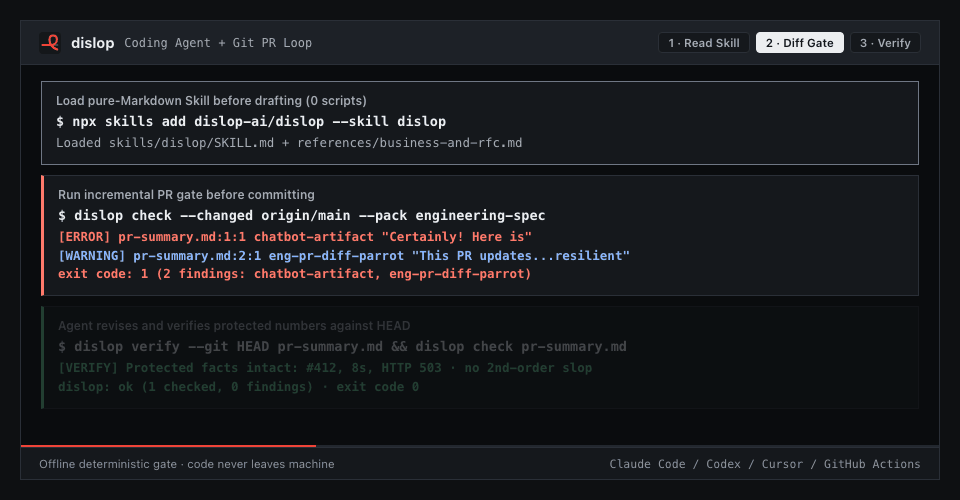 dislop Coding Agent + Git PR Loop
1 · Read Skill 2 · Diff Gate 3 · Verify
Load pure-Markdown Skill before drafting (0 scripts)
$ npx skills add dislop-ai/dislop --skill dislop
Loaded skills/dislop/SKILL.md + references/business-and-rfc.md
Run incremental PR gate before committing
$ dislop check --changed origin/main --pack engineering-spec
[ERROR] pr-summary.md:1:1 chatbot-artifact "Certainly! Here is"
[WARNING] pr-summary.md:2:1 eng-pr-diff-parrot "This PR updates...resilient"
exit code: 1 (2 findings: chatbot-artifact, eng-pr-diff-parrot)
Agent revises and verifies protected numbers against HEAD
$ dislop verify --git HEAD pr-summary.md && dislop check pr-summary.md
[VERIFY] Protected facts intact: #412, 8s, HTTP 503 · no 2nd-order slop
dislop: ok (1 checked, 0 findings) · exit code 0
Offline deterministic gate · code never leaves machine
Claude Code / Codex / Cursor / GitHub Actions